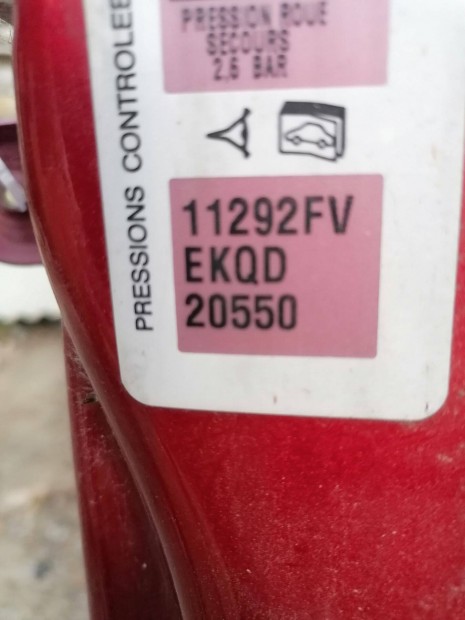 PRESSION ROUE
SECOURS
2,6 BAR
PRESSIONS CONTROLEE
11292FV
EKQD
20550